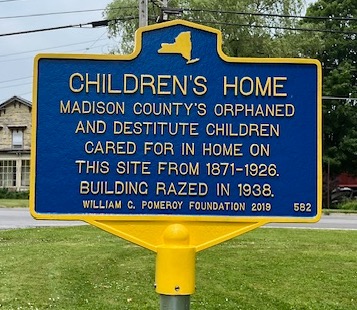 CHILDREN'S HOME
MADISON COUNTY'S ORPHANED
AND DESTITUTE CHILDREN
CARED FOR IN HOME ON
THIS SITE FROM 1871-1926.
BUILDING RAZED IN 1938.
WILLIAM C. POMEROY FOUNDATION 2019 582